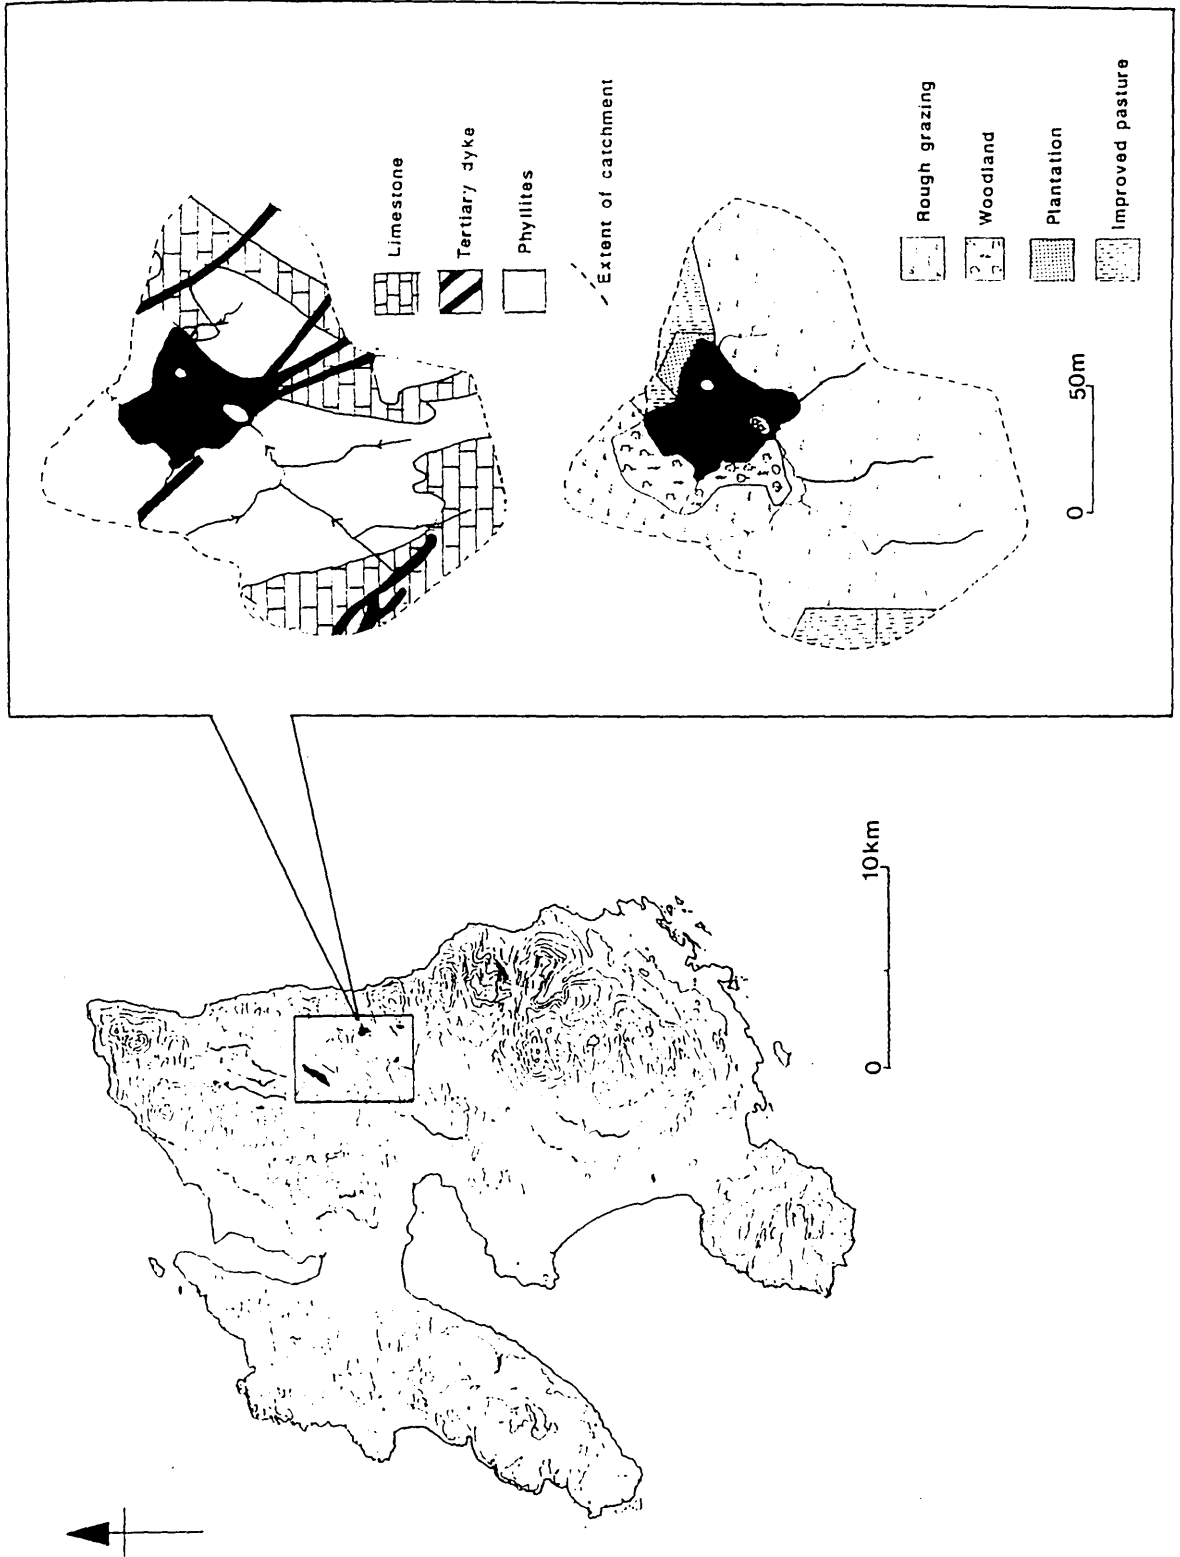 Limestone
Tertiary dyke
Phyllites
Extent of catchment
Rough grazing
Woodland
Plantation
Improved pasture
0 50m
0 10km